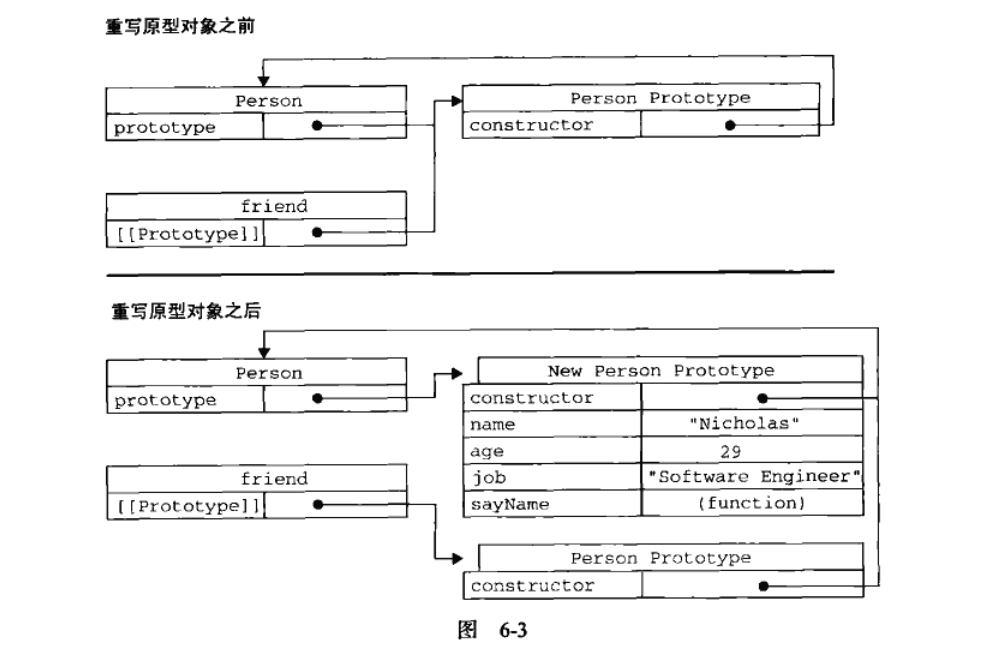 重写原型对象之前
Person
prototype
Person Prototype
constructor
friend
[[Prototype]]
重写原型对象之后
Person
prototype
New Person Prototype
constructor
name "Nicholas"
age 29
job "Software Engineer"
sayName (function)
friend
[[Prototype]]
Person Prototype
constructor
图 6-3